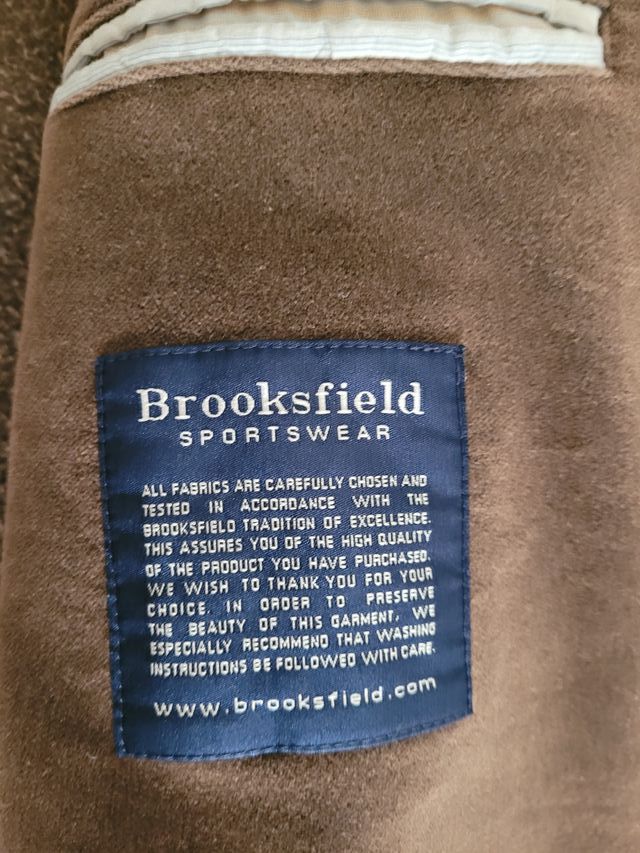 Brooksfield
SPORTSWEAR
ALL FABRICS ARE CAREFULLY CHOSEN AND
TESTED IN ACCORDANCE WITH THE
BROOKSFIELD TRADITION OF EXCELLENCE.
THIS ASSURES YOU OF THE HIGH QUALITY
OF THE PRODUCT YOU HAVE PURCHASED.
WE WISH TO THANK YOU FOR YOUR
CHOICE. IN ORDER TO PRESERVE
THE BEAUTY OF THIS GARMENT, WE
ESPECIALLY RECOMMEND THAT WASHING
INSTRUCTIONS BE FOLLOWED WITH CARE.
www.brooksfield.com